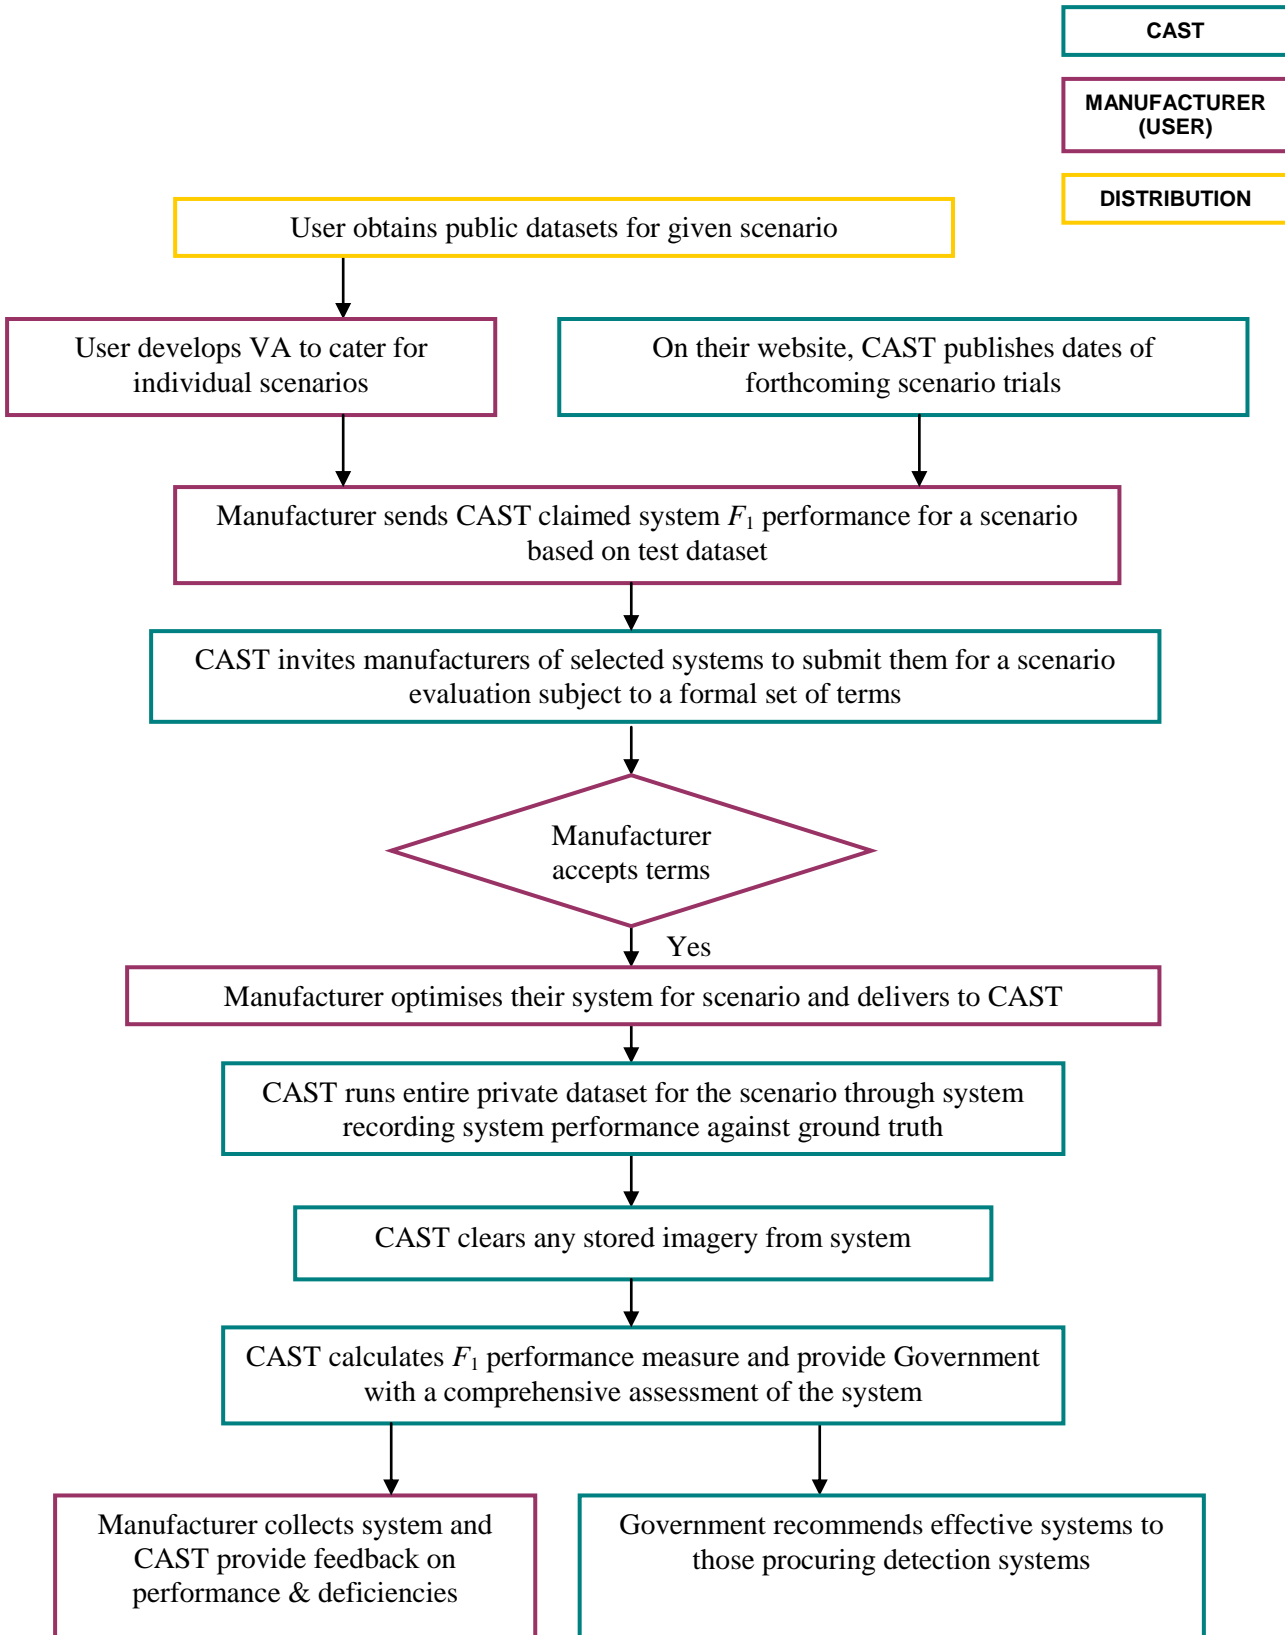 CAST
MANUFACTURER
(USER)
DISTRIBUTION
User obtains public datasets for given scenario
User develops VA to cater for
individual scenarios
On their website, CAST publishes dates of
forthcoming scenario trials
Manufacturer sends CAST claimed system F1 performance for a scenario
based on test dataset
CAST invites manufacturers of selected systems to submit them for a scenario
evaluation subject to a formal set of terms
Manufacturer
accepts terms
Yes
Manufacturer optimises their system for scenario and delivers to CAST
CAST runs entire private dataset for the scenario through system
recording system performance against ground truth
CAST clears any stored imagery from system
CAST calculates F1 performance measure and provide Government
with a comprehensive assessment of the system
Manufacturer collects system and
CAST provide feedback on
performance & deficiencies
Government recommends effective systems to
those procuring detection systems